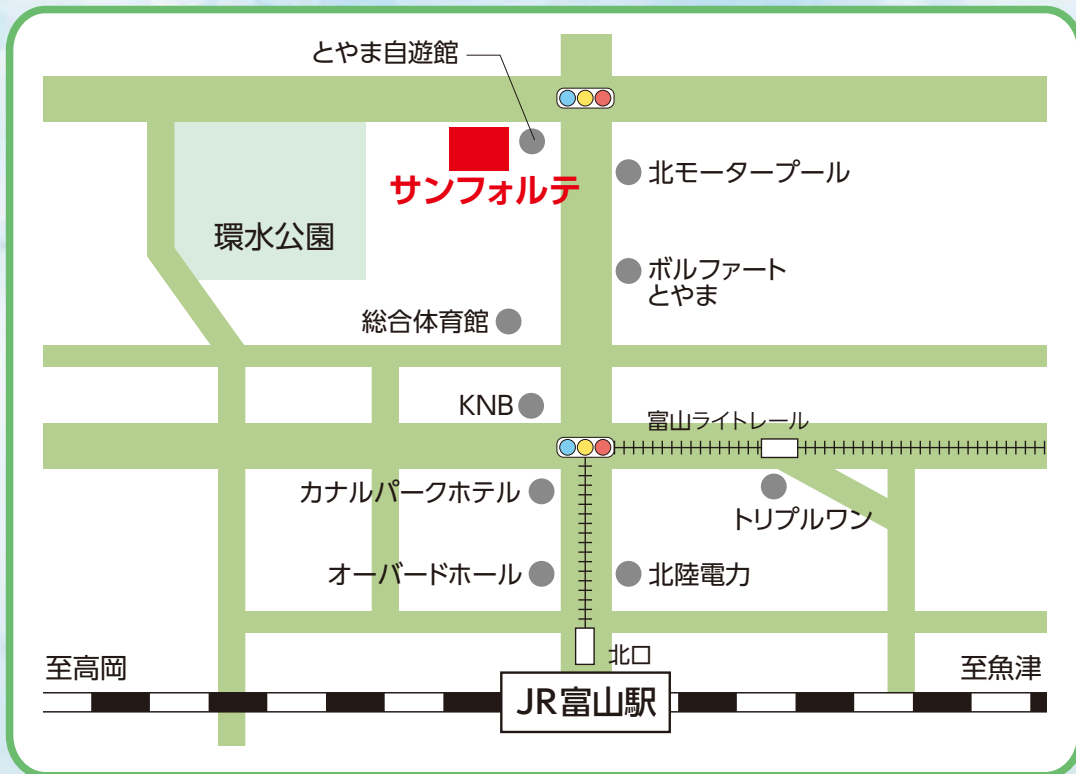 とやま自遊館
サンフォルテ
北モータープール
環水公園
ボルファート
とやま
総合体育館
KNB
富山ライトレール
カナルパークホテル
トリプルワン
オーバードホール
北陸電力
北口
至高岡
至魚津
JR富山駅